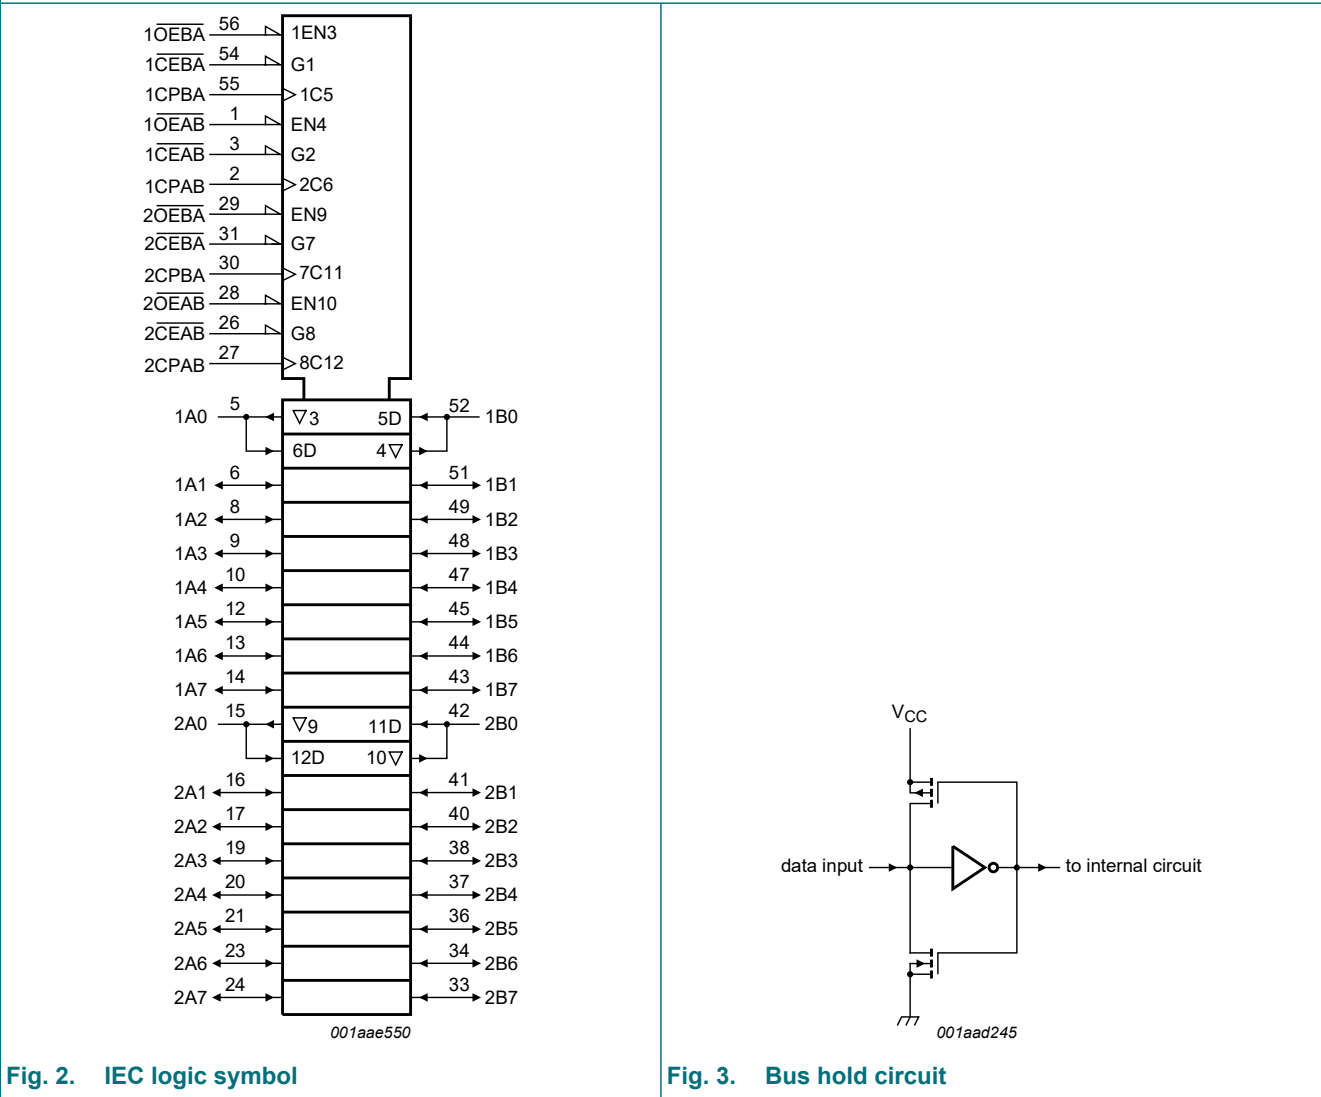 1OEBA 56 1EN3
1CEBA 54 G1
1CPBA 55 1C5
1OEAB 1 EN4
1CEAB 3 G2
1CPAB 2 2C6
2OEBA 29 EN9
2CEBA 31 G7
2CPBA 30 7C11
2OEAB 28 EN10
2CEAB 26 G8
2CPAB 27 8C12
1A0 5 ▽3 5D 52 1B0
6D 4▽
1A1 6 51 1B1
1A2 8 49 1B2
1A3 9 48 1B3
1A4 10 47 1B4
1A5 12 45 1B5
1A6 13 44 1B6
1A7 14 43 1B7
2A0 15 ▽9 11D 42 2B0
12D 10▽
2A1 16 41 2B1
2A2 17 40 2B2
2A3 19 38 2B3
2A4 20 37 2B4
2A5 21 36 2B5
2A6 23 34 2B6
2A7 24 33 2B7
001aae550
Fig. 2. IEC logic symbol
VCC
data input
to internal circuit
001aad245
Fig. 3. Bus hold circuit